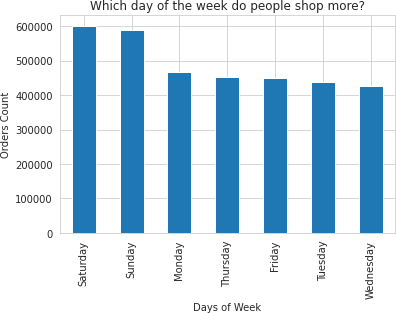 Which day of the week do people shop more?
Orders Count
600000
500000
400000
300000
200000
100000
0
Saturday
Sunday
Monday
Thursday
Friday
Tuesday
Wednesday
Days of Week